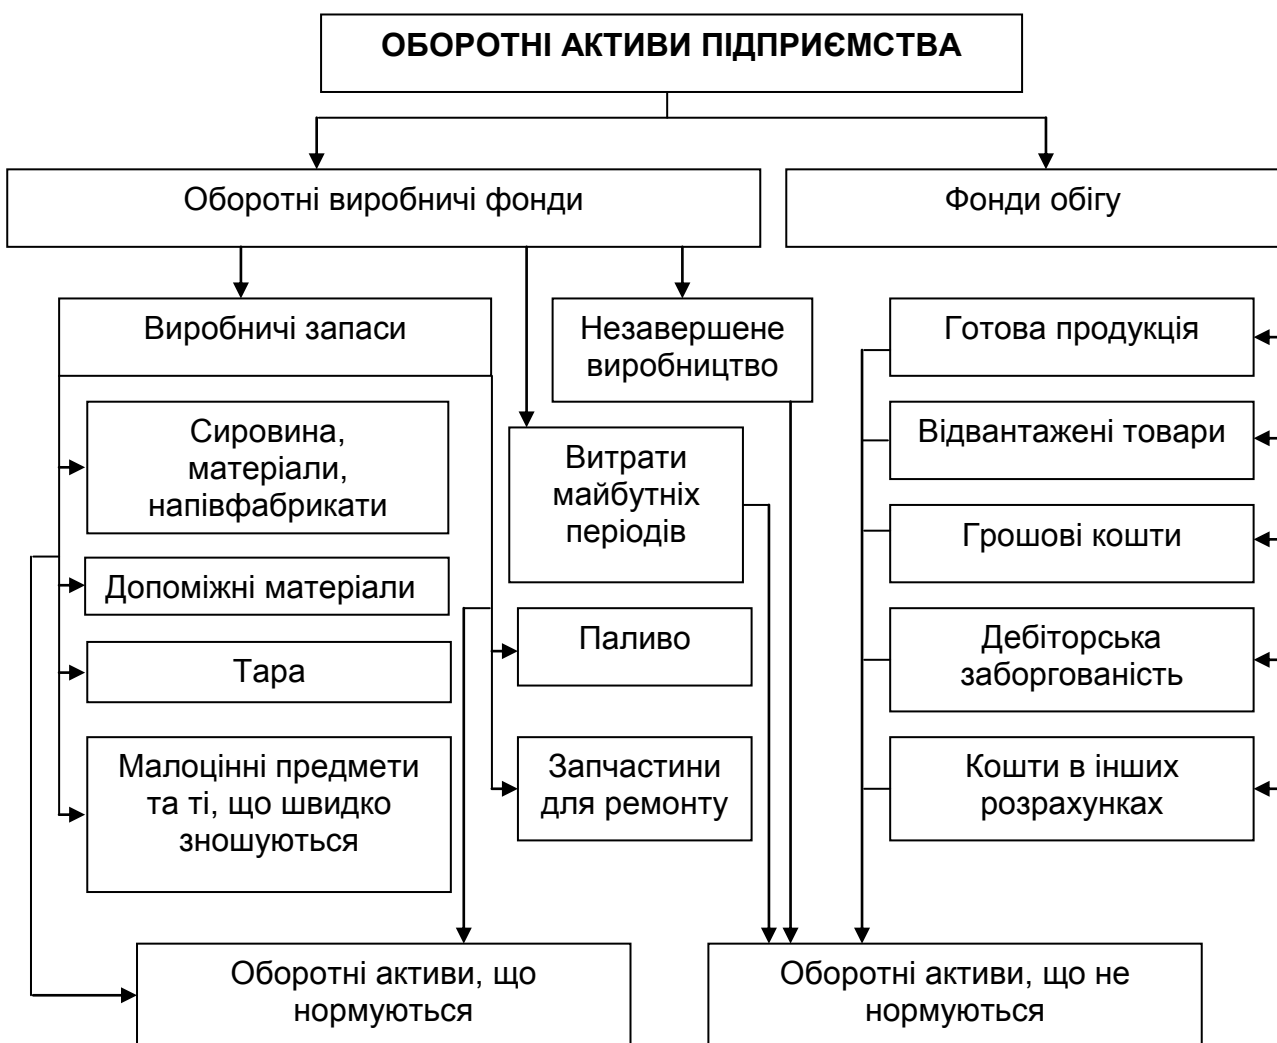 ОБОРОТНІ АКТИВИ ПІДПРИЄМСТВА
Оборотні виробничі фонди
Фонди обігу
Виробничі запаси
Незавершене
виробництво
Готова продукція
Сировина,
матеріали,
напівфабрикати
Витрати
майбутніх
періодів
Відвантажені товари
Грошові кошти
Допоміжні матеріали
Паливо
Дебіторська
заборгованість
Тара
Малоцінні предмети
та ті, що швидко
зношуються
Запчастини
для ремонту
Кошти в інших
розрахунках
Оборотні активи, що
нормуються
Оборотні активи, що не
нормуються